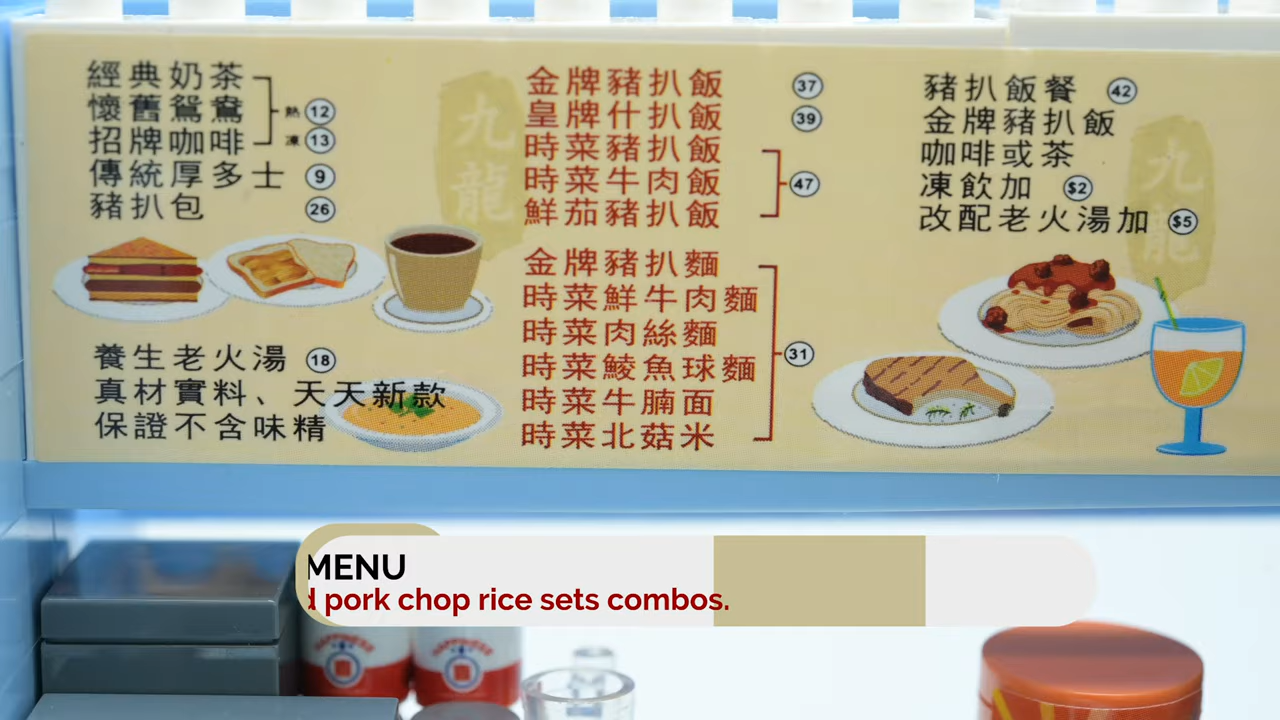 經典奶茶
懷舊鴛鴦 熱 12
招牌咖啡 凍 13
傳統厚多士 9
豬扒包 26
養生老火湯 18
真材實料、天天新款
保證不含味精
九龍
金牌豬扒飯 37
皇牌什扒飯 39
時菜豬扒飯
時菜牛肉飯 47
鮮茄豬扒飯
金牌豬扒麵
時菜鮮牛肉麵
時菜肉絲麵
時菜鯪魚球麵 31
時菜牛腩面
時菜北菇米
豬扒飯餐 42
金牌豬扒飯
咖啡或茶
凍飲加 $2
改配老火湯加 $5
九龍
MENU
d pork chop rice sets combos.
HAPPINESS
HAPPINESS